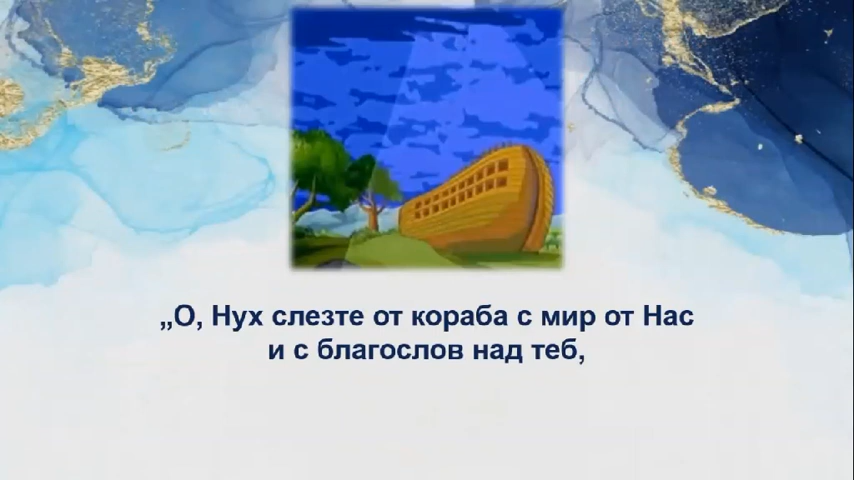 „О, Нух слезте от кораба с мир от Нас
и с благослов над теб,